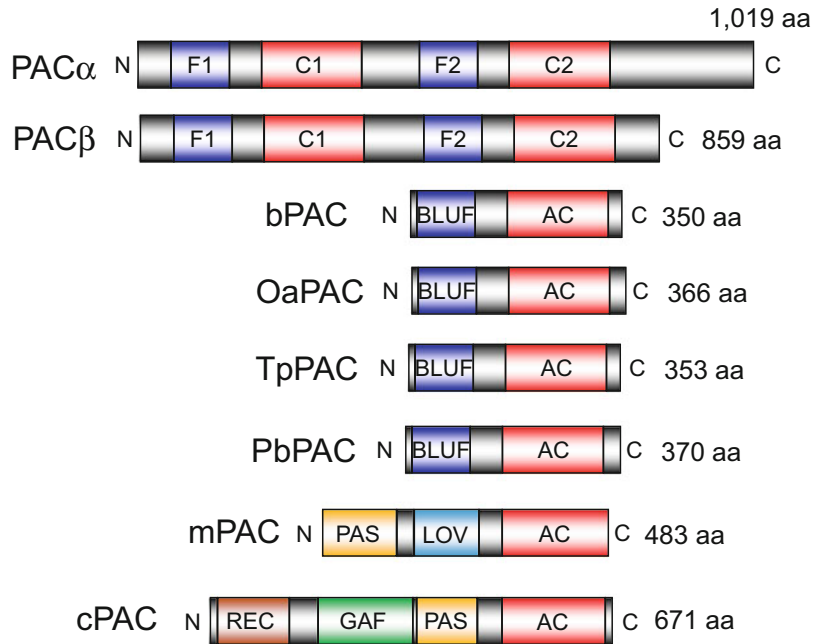 1,019 aa
PACα N F1 C1 F2 C2 C
PACβ N F1 C1 F2 C2 C 859 aa
bPAC N BLUF AC C 350 aa
OaPAC N BLUF AC C 366 aa
TpPAC N BLUF AC C 353 aa
PbPAC N BLUF AC C 370 aa
mPAC N PAS LOV AC C 483 aa
cPAC N REC GAF PAS AC C 671 aa